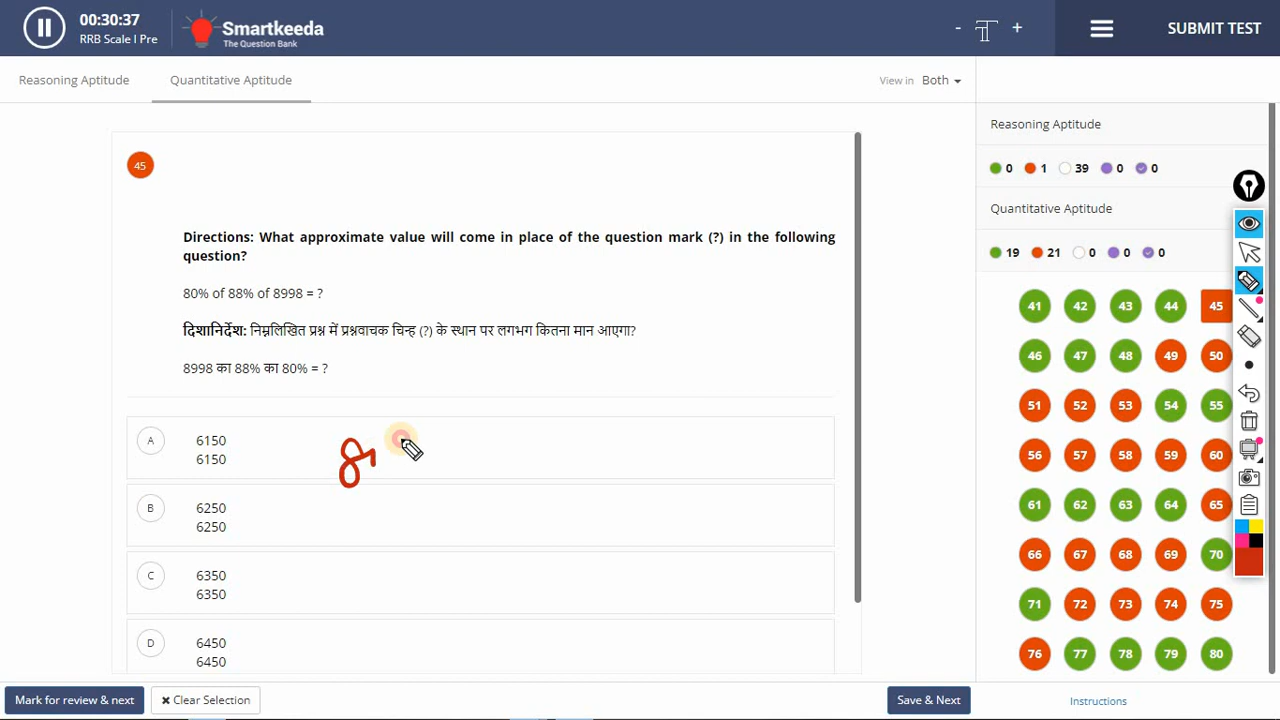 00:30:37
RRB Scale I Pre
Smartkeeda
The Question Bank
- T +
SUBMIT TEST
Reasoning Aptitude
Quantitative Aptitude
View in Both
45
Directions: What approximate value will come in place of the question mark (?) in the following
question?
80% of 88% of 8998 = ?
दिशानिर्देश: निम्नलिखित प्रश्न में प्रश्नवाचक चिन्ह (?) के स्थान पर लगभग कितना मान आएगा?
8998 का 88% का 80% = ?
A
6150
6150
8
B
6250
6250
C
6350
6350
D
6450
6450
Mark for review & next
Clear Selection
Save & Next
Reasoning Aptitude
0 1 39 0 0
Quantitative Aptitude
19 21 0 0 0
41 42 43 44 45
46 47 48 49 50
51 52 53 54 55
56 57 58 59 60
61 62 63 64 65
66 67 68 69 70
71 72 73 74 75
76 77 78 79 80
Instructions